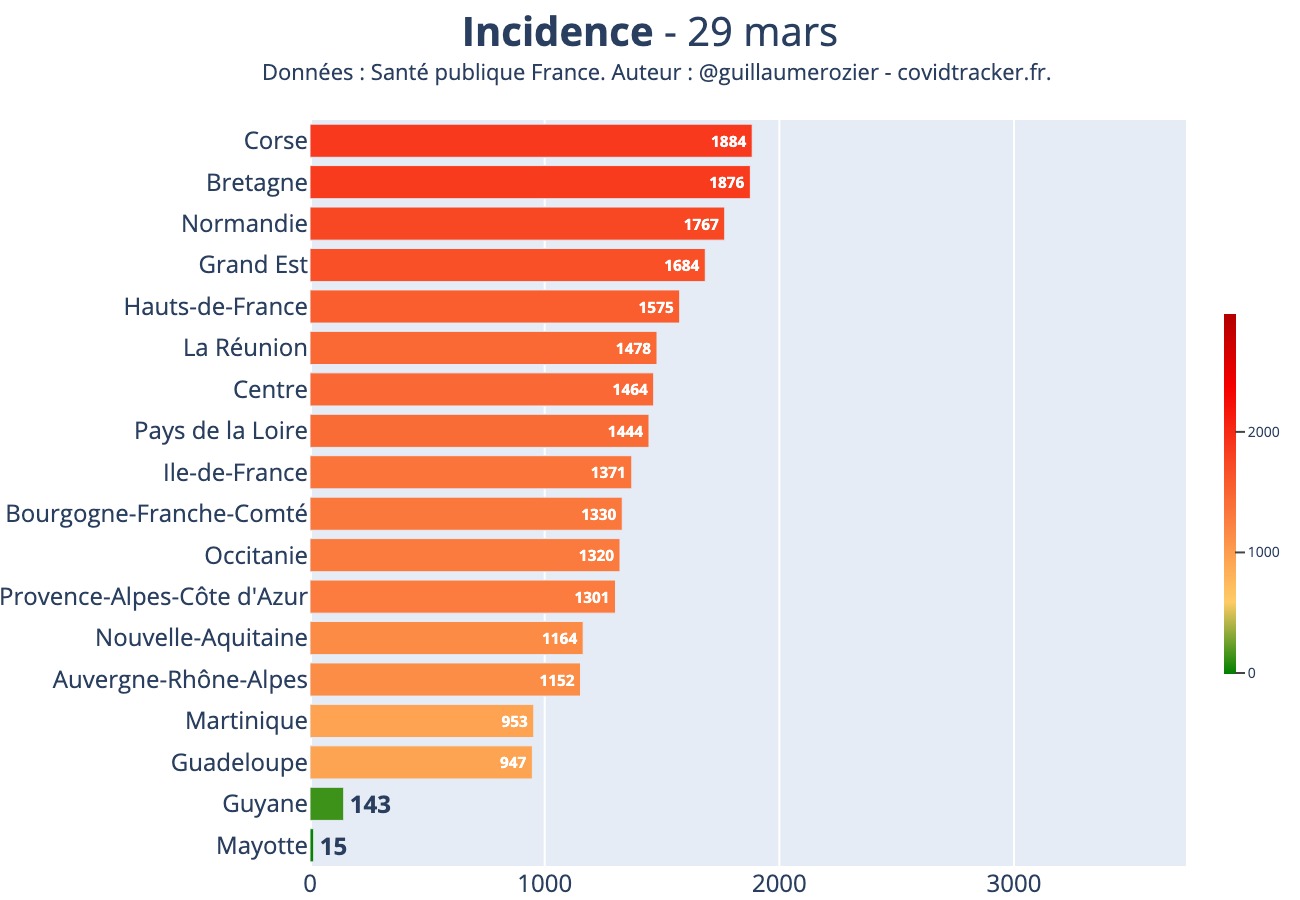 Incidence - 29 mars
Données : Santé publique France. Auteur : @guillaumerozier - covidtracker.fr.
Corse 1884
Bretagne 1876
Normandie 1767
Grand Est 1684
Hauts-de-France 1575
La Réunion 1478
Centre 1464
Pays de la Loire 1444
Ile-de-France 1371
Bourgogne-Franche-Comté 1330
Occitanie 1320
Provence-Alpes-Côte d'Azur 1301
Nouvelle-Aquitaine 1164
Auvergne-Rhône-Alpes 1152
Martinique 953
Guadeloupe 947
Guyane 143
Mayotte 15
0 1000 2000 3000
2000
1000
0